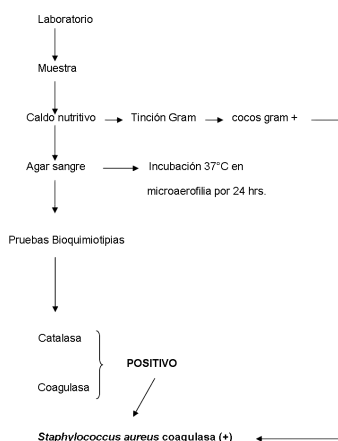 Laboratorio
Muestra
Caldo nutritivo
Tinción Gram
cocos gram +
Agar sangre
Incubación 37°C en
microaerofilia por 24 hrs.
Pruebas Bioquimiotipias
Catalasa
POSITIVO
Coagulasa
Staphylococcus aureus coagulasa (+)